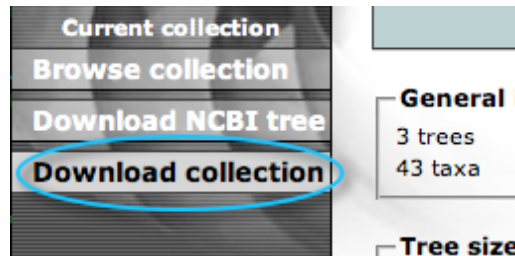 Current collection
Browse collection
Download NCBI tree
Download collection
General
3 trees
43 taxa
Tree size